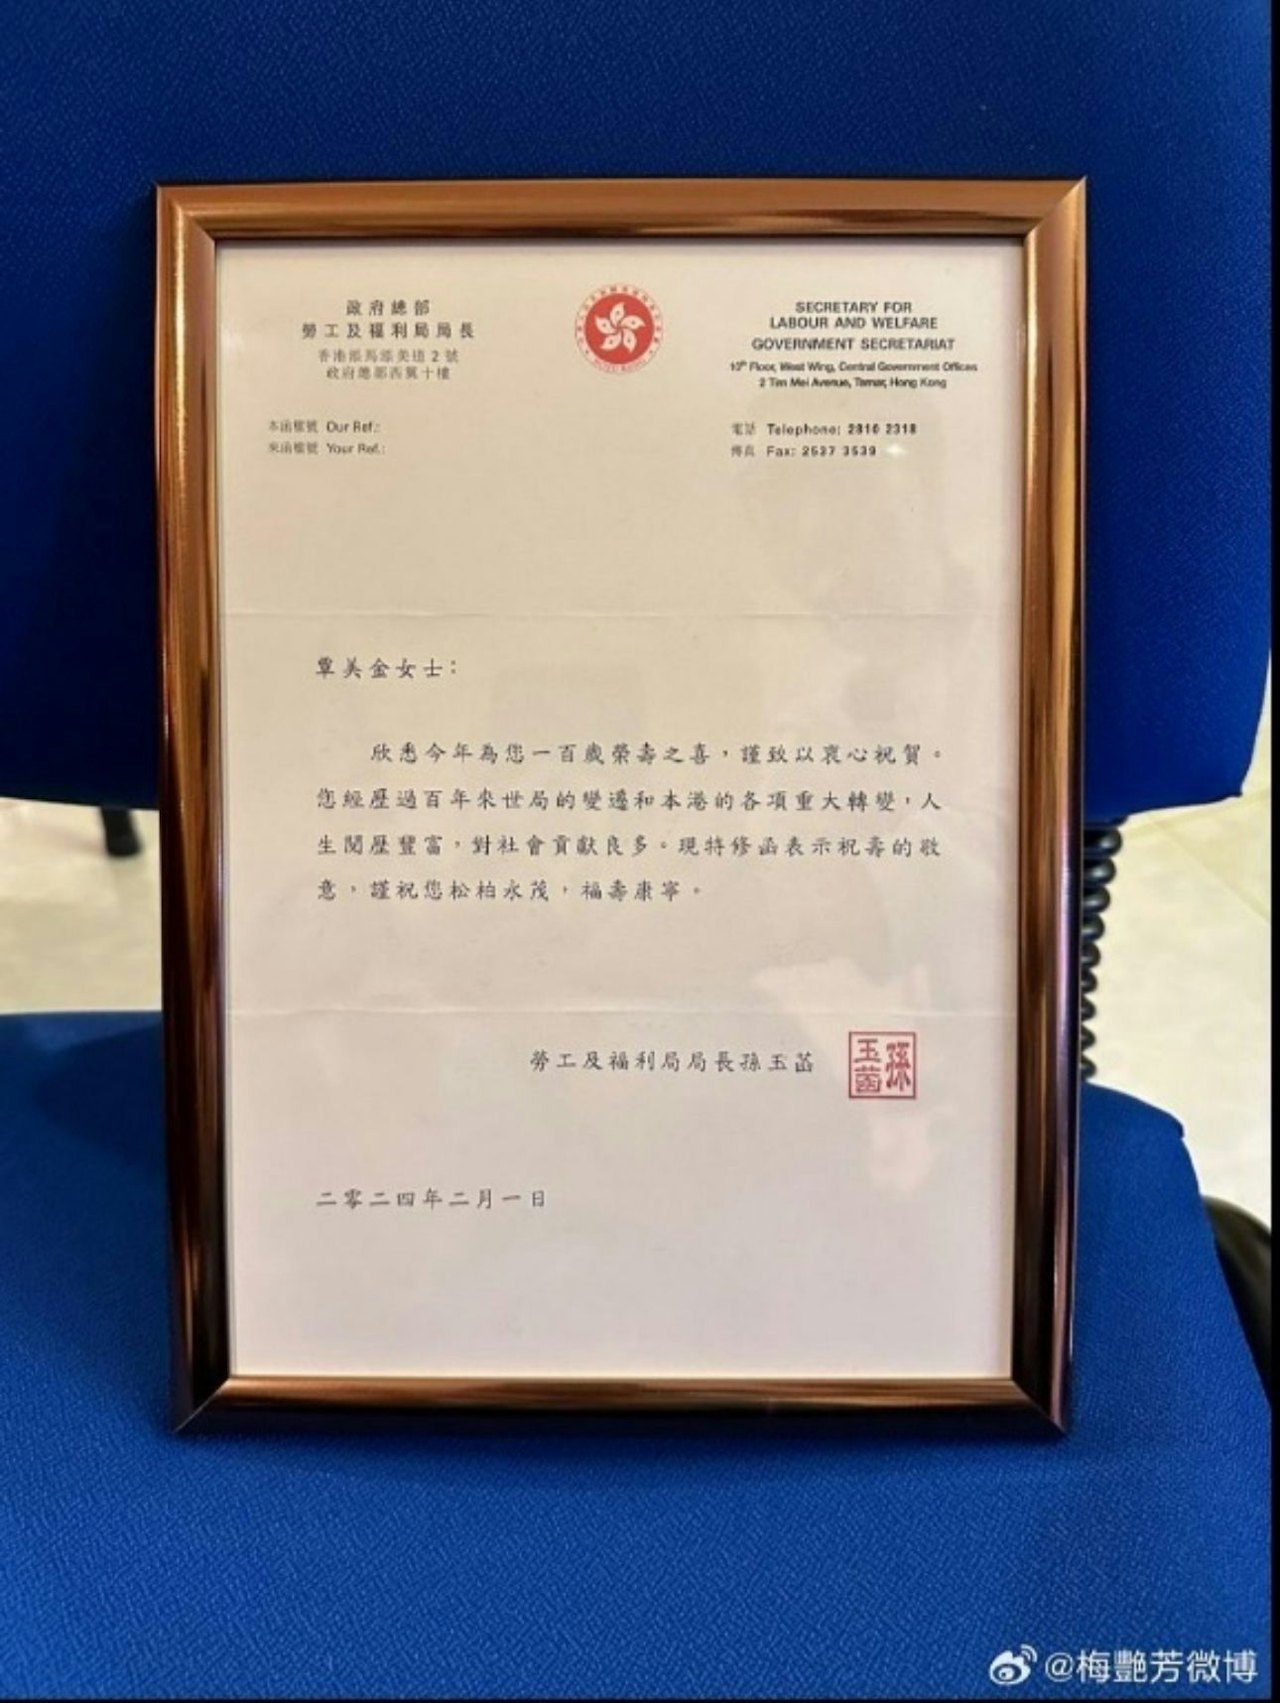 政府總部
勞工及福利局局長
香港添馬添美道2號
政府總部西翼十樓
SECRETARY FOR
LABOUR AND WELFARE
GOVERNMENT SECRETARIAT
10th Floor, West Wing, Central Government Offices
2 Tim Mei Avenue, Tamar, Hong Kong
本函檔號 Our Ref.:
來函檔號 Your Ref.:
電話 Telephone: 2810 2318
傳真 Fax: 2537 3539
覃美金女士：
欣悉今年為您一百歲榮壽之喜，謹致以衷心祝賀。
您經歷過百年來世局的變遷和本港的各項重大轉變，人
生閱歷豐富，對社會貢獻良多。現特修函表示祝壽的敬
意，謹祝您松柏永茂，福壽康寧。
勞工及福利局局長孫玉菡
孫玉菡
二零二四年二月一日
@梅艷芳微博